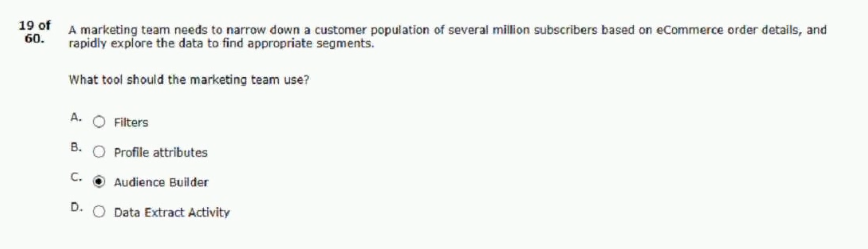 19 of
60.
A marketing team needs to narrow down a customer population of several million subscribers based on eCommerce order details, and
rapidly explore the data to find appropriate segments.
What tool should the marketing team use?
A. Filters
B. Profile attributes
C. Audience Builder
D. Data Extract Activity